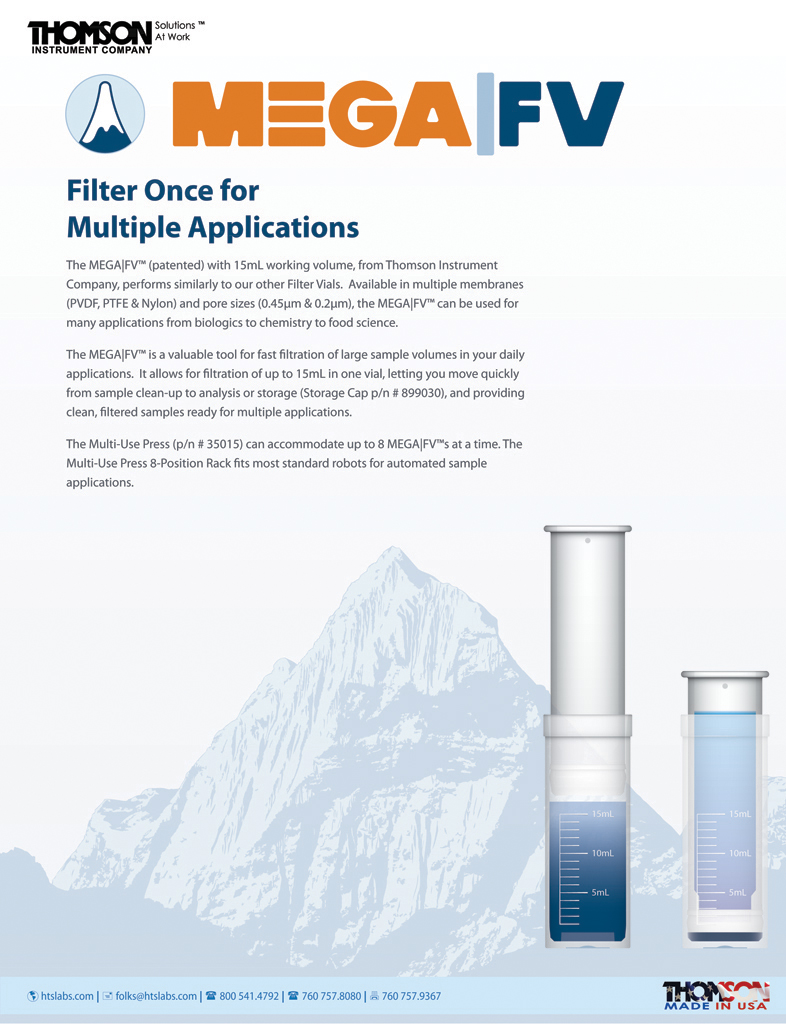 THOMSON Solutions ™
INSTRUMENT COMPANY At Work
MEGA|FV
Filter Once for
Multiple Applications
The MEGA|FV™ (patented) with 15mL working volume, from Thomson Instrument
Company, performs similarly to our other Filter Vials.  Available in multiple membranes
(PVDF, PTFE & Nylon) and pore sizes (0.45µm & 0.2µm), the MEGA|FV™ can be used for
many applications from biologics to chemistry to food science.
The MEGA|FV™ is a valuable tool for fast filtration of large sample volumes in your daily
applications.  It allows for filtration of up to 15mL in one vial, letting you move quickly
from sample clean-up to analysis or storage (Storage Cap p/n # 899030), and providing
clean, filtered samples ready for multiple applications.
The Multi-Use Press (p/n # 35015) can accommodate up to 8 MEGA|FV™s at a time. The
Multi-Use Press 8-Position Rack fits most standard robots for automated sample
applications.
15mL
10mL
5mL
15mL
10mL
5mL
htslabs.com | folks@htslabs.com | 800 541.4792 | 760 757.8080 | 760 757.9367
THOMSON
MADE IN USA